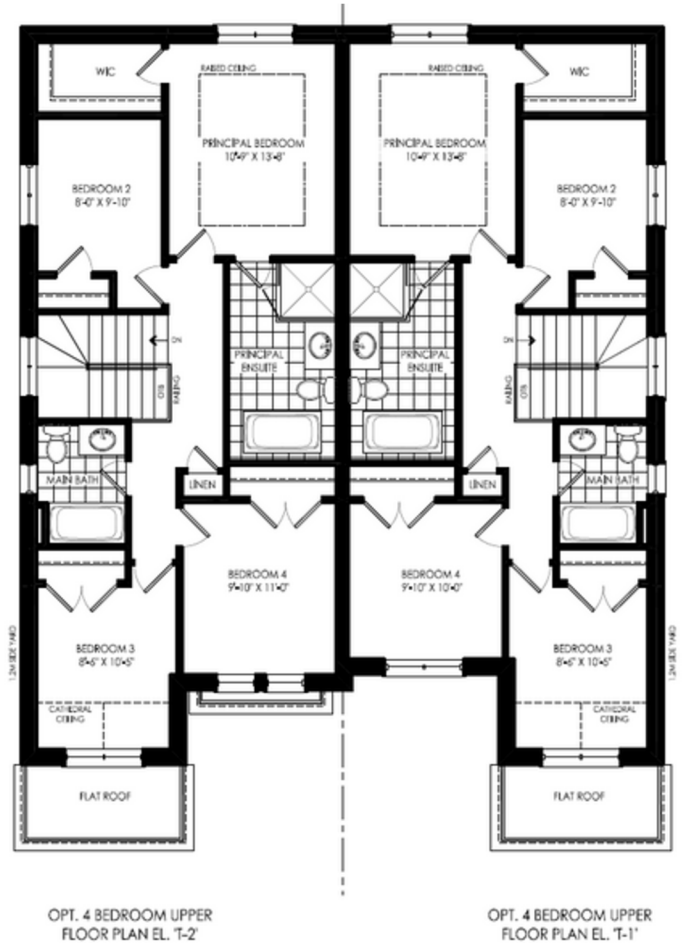 RAISED CEILING
RAISED CEILING
WIC
WIC
PRINCIPAL BEDROOM
10'-9" X 13'-8"
PRINCIPAL BEDROOM
10'-9" X 13'-8"
BEDROOM 2
8'-0" X 9'-10"
BEDROOM 2
8'-0" X 9'-10"
DN
DN
PRINCIPAL
ENSUITE
PRINCIPAL
ENSUITE
OTB
RAILING
RAILING
OTB
MAIN BATH
LINEN
LINEN
MAIN BATH
BEDROOM 4
9'-10" X 11'-0"
BEDROOM 4
9'-10" X 10'-0"
BEDROOM 3
8'-6" X 10'-5"
BEDROOM 3
8'-6" X 10'-5"
1.2M SIDE YARD
1.2M SIDE YARD
CATHEDRAL
CEILING
CATHEDRAL
CEILING
FLAT ROOF
FLAT ROOF
OPT. 4 BEDROOM UPPER
FLOOR PLAN EL. 'T-2'
OPT. 4 BEDROOM UPPER
FLOOR PLAN EL. 'T-1'